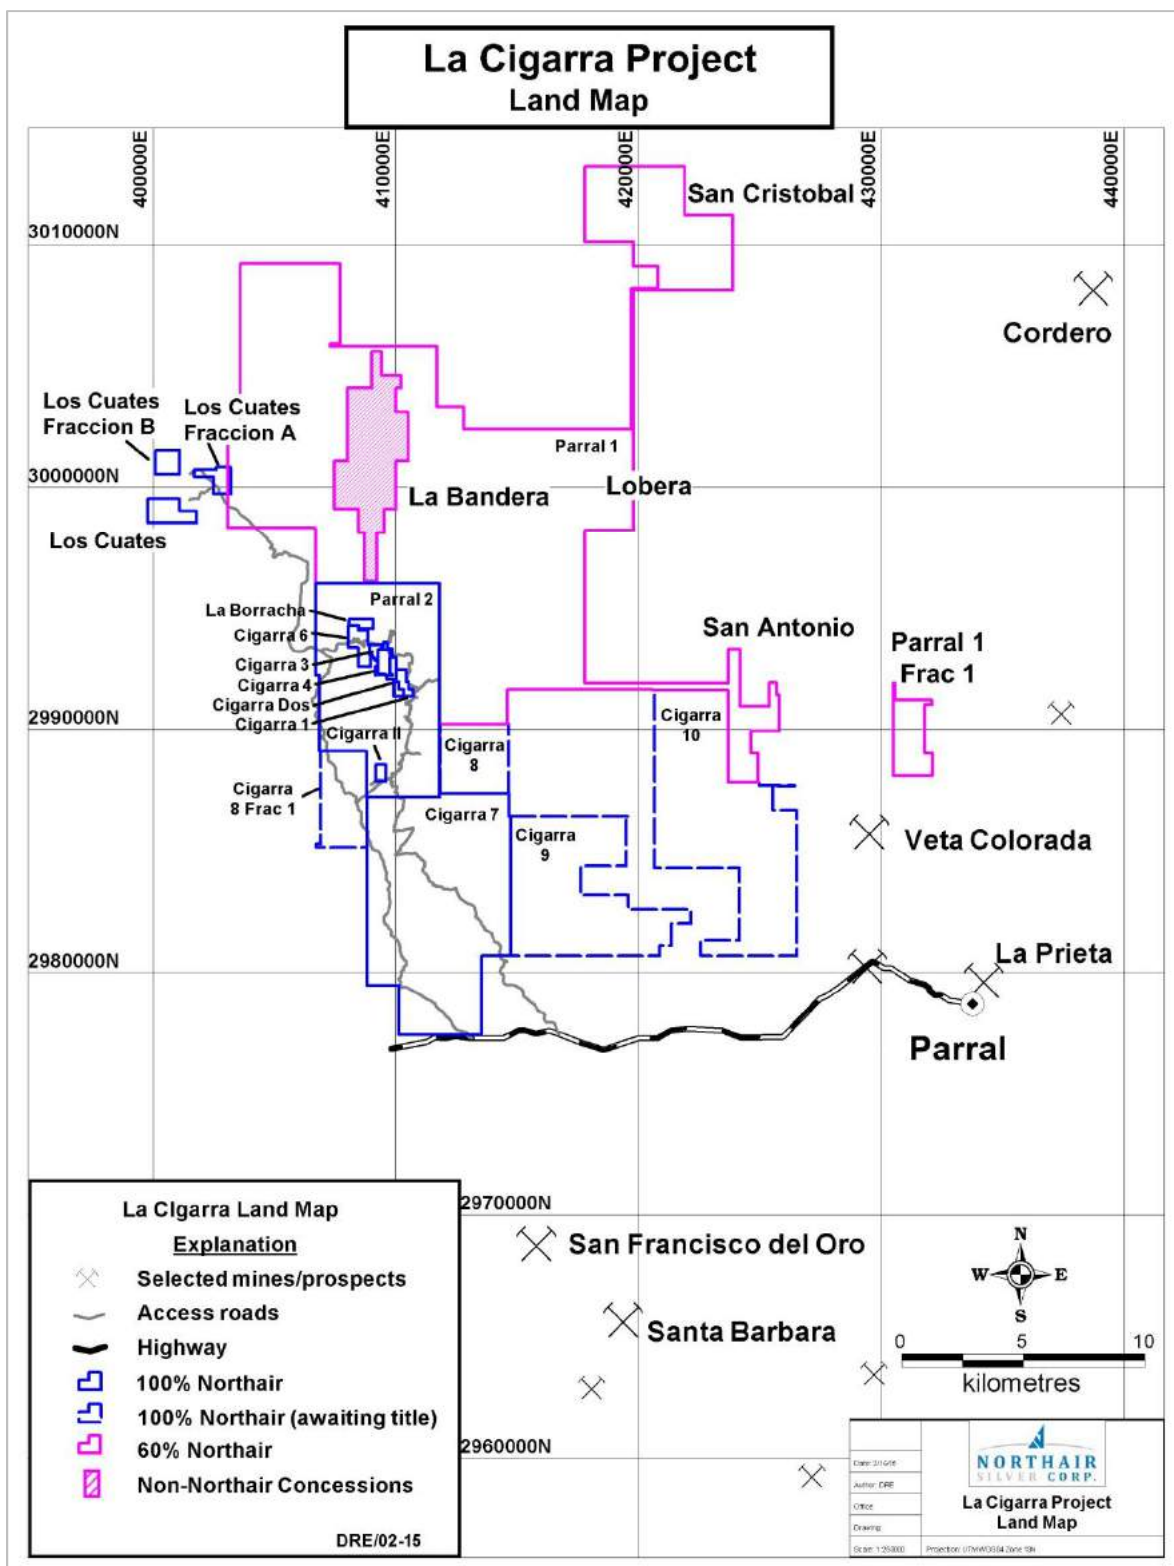 La Cigarra Project
Land Map
400000E
410000E
420000E
430000E
440000E
San Cristobal
3010000N
Cordero
Los Cuates
Fraccion B
Los Cuates
Fraccion A
Parral 1
3000000N
La Bandera
Lobera
Los Cuates
Parral 2
La Borracha
Cigarra 6
San Antonio
Parral 1
Frac 1
Cigarra 3
Cigarra 4
Cigarra Dos
Cigarra 1
2990000N
Cigarra II
Cigarra
10
Cigarra
8
Cigarra
8 Frac 1
Cigarra 7
Cigarra
9
Veta Colorada
2980000N
La Prieta
Parral
2970000N
La CIgarra Land Map
Explanation
Selected mines/prospects
Access roads
Highway
100% Northair
100% Northair (awaiting title)
60% Northair
Non-Northair Concessions
DRE/02-15
San Francisco del Oro
Santa Barbara
N
W
E
S
0
5
10
kilometres
2960000N
NORTHAIR
SILVER CORP.
La Cigarra Project
Land Map
Author: DRE
Office:
Drawing: